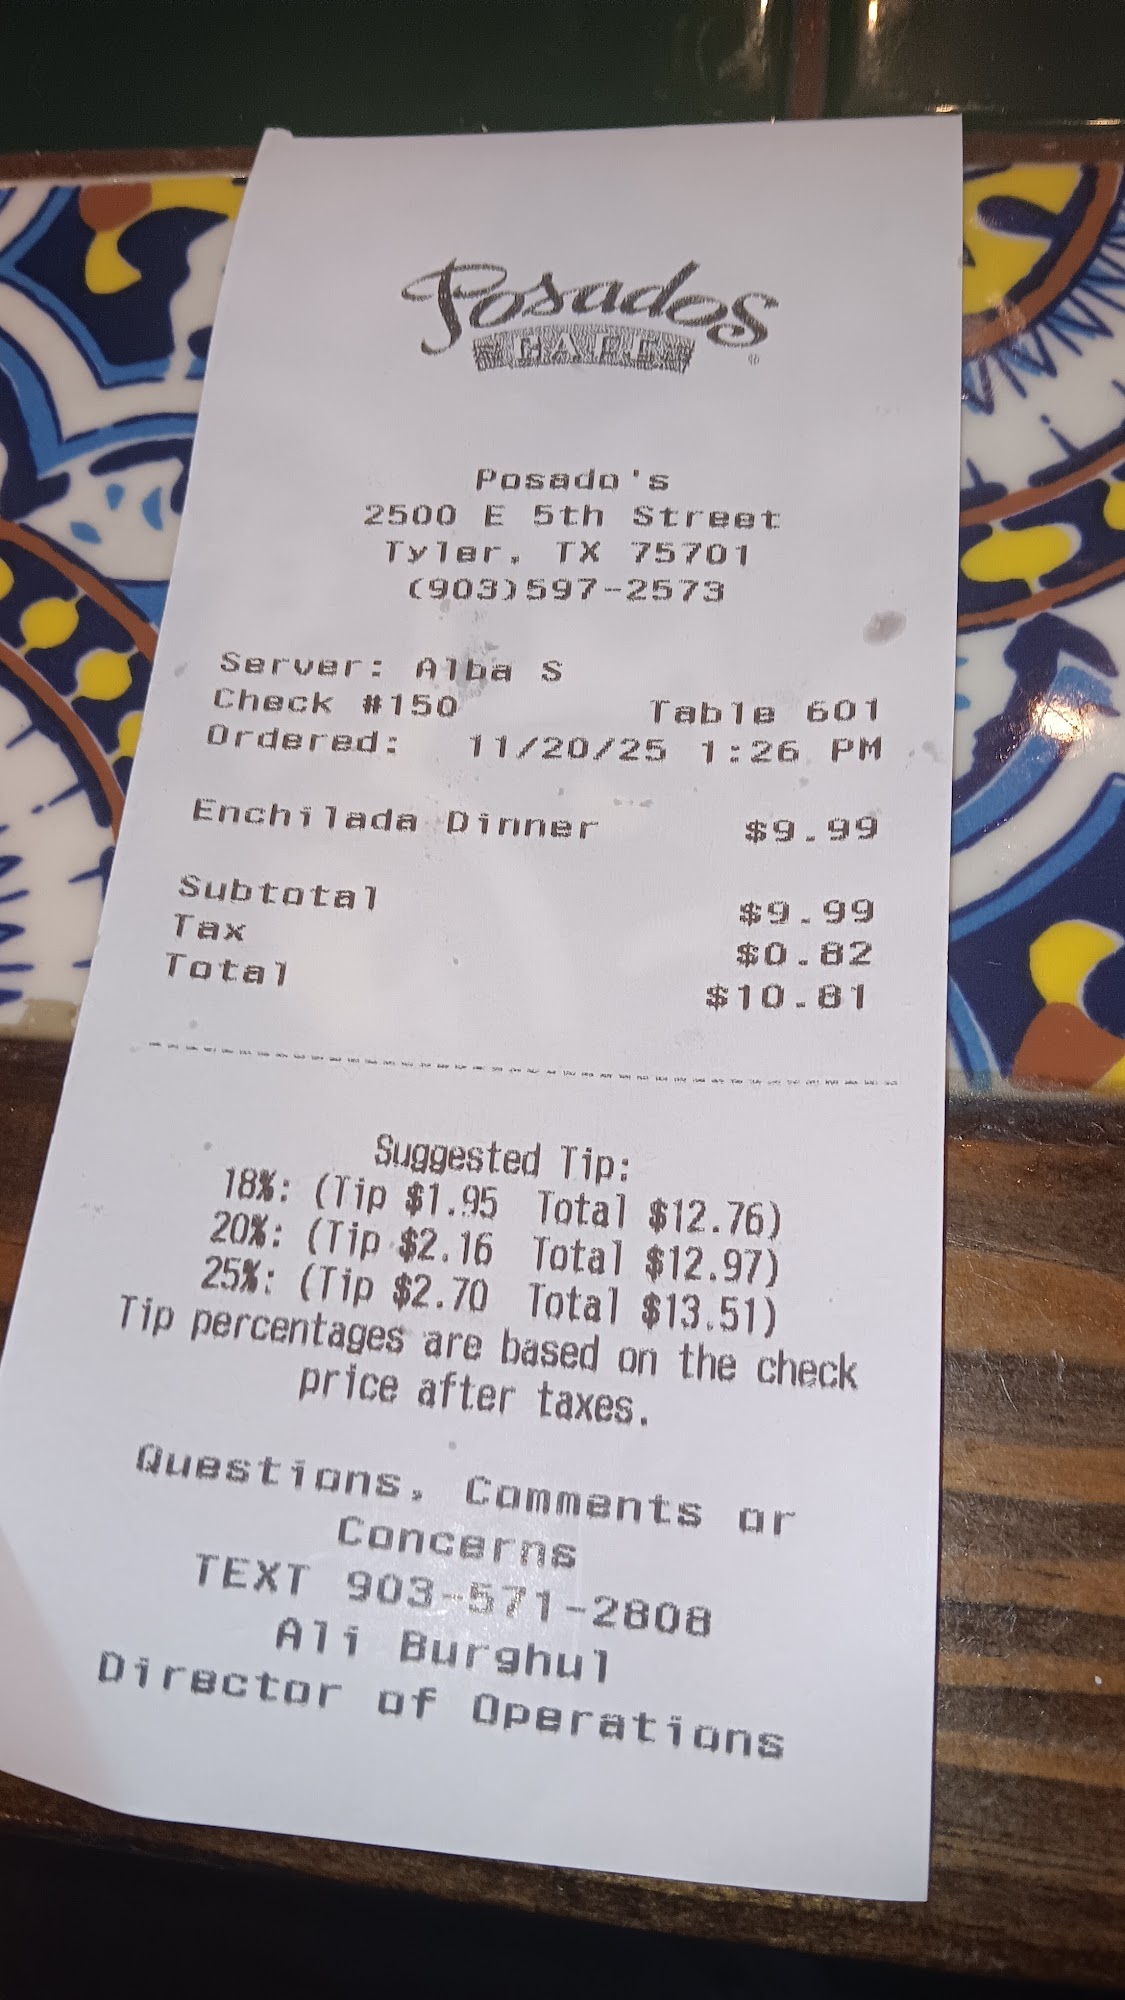 Posados
CAFE
®
Posado's
2500 E 5th Street
Tyler, TX 75701
(903)597-2573
Server: Alba S
Check #150 Table 601
Ordered: 11/20/25 1:26 PM
Enchilada Dinner $9.99
Subtotal $9.99
Tax $0.82
Total $10.81
Suggested Tip:
18%: (Tip $1.95 Total $12.76)
20%: (Tip $2.16 Total $12.97)
25%: (Tip $2.70 Total $13.51)
Tip percentages are based on the check
price after taxes.
Questions, Comments or
Concerns
TEXT 903-571-2808
Ali Burghul
Director of Operations